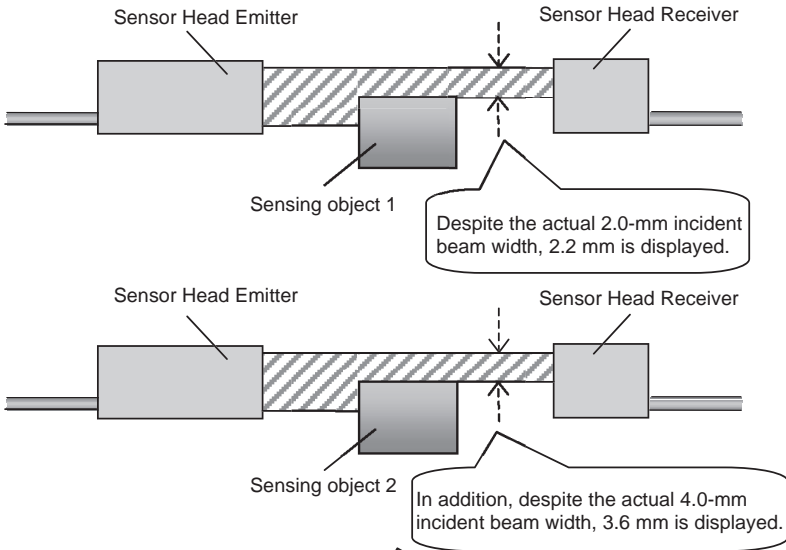 Sensor Head Emitter
Sensor Head Receiver
Sensing object 1
Despite the actual 2.0-mm incident
beam width, 2.2 mm is displayed.
Sensor Head Emitter
Sensor Head Receiver
Sensing object 2
In addition, despite the actual 4.0-mm
incident beam width, 3.6 mm is displayed.